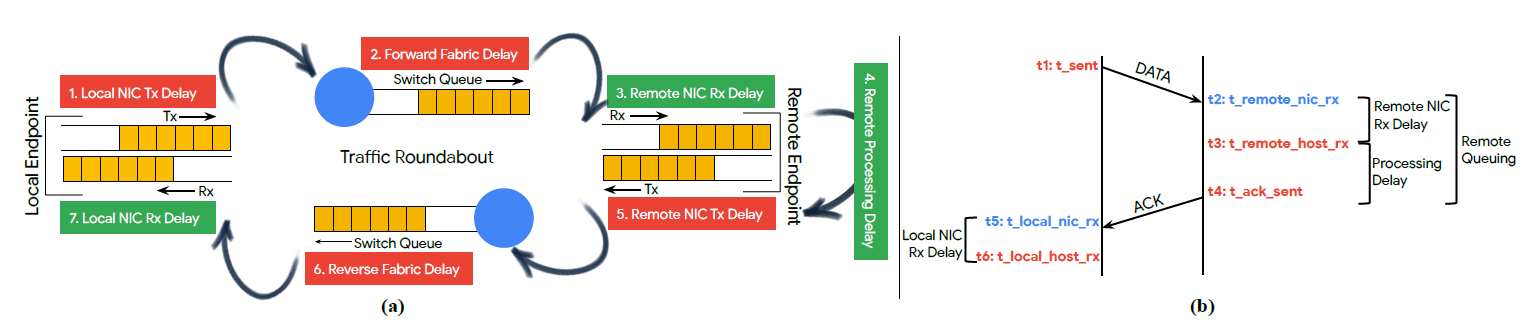 Local Endpoint
1. Local NIC Tx Delay
Tx
Rx
7. Local NIC Rx Delay
2. Forward Fabric Delay
Switch Queue
Traffic Roundabout
Switch Queue
6. Reverse Fabric Delay
3. Remote NIC Rx Delay
Rx
Tx
5. Remote NIC Tx Delay
Remote Endpoint
4. Remote Processing Delay
(a)
t1: t_sent
DATA
t2: t_remote_nic_rx
t3: t_remote_host_rx
t4: t_ack_sent
ACK
t5: t_local_nic_rx
t6: t_local_host_rx
Local NIC
Rx Delay
Remote NIC
Rx Delay
Processing
Delay
Remote
Queuing
(b)